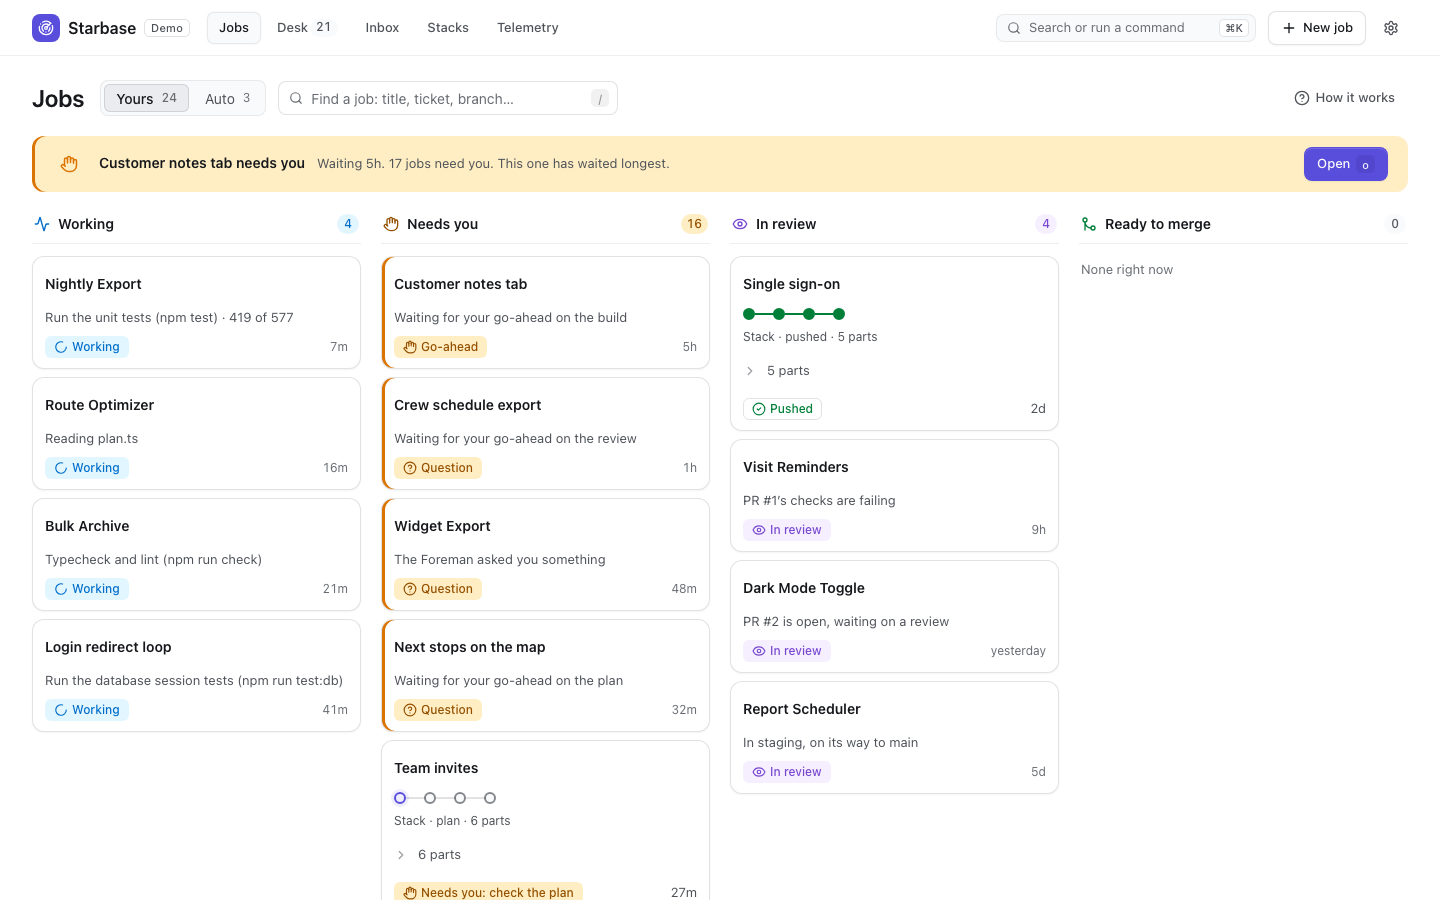 Starbase Demo Jobs Desk 21 Inbox Stacks Telemetry Search or run a command ⌘K + New job
Jobs Yours 24 Auto 3 Find a job: title, ticket, branch... / How it works
Customer notes tab needs you Waiting 5h. 17 jobs need you. This one has waited longest. Open o
Working 4
Nightly Export
Run the unit tests (npm test) · 419 of 577
Working 7m
Route Optimizer
Reading plan.ts
Working 16m
Bulk Archive
Typecheck and lint (npm run check)
Working 21m
Login redirect loop
Run the database session tests (npm run test:db)
Working 41m
Needs you 16
Customer notes tab
Waiting for your go-ahead on the build
Go-ahead 5h
Crew schedule export
Waiting for your go-ahead on the review
Question 1h
Widget Export
The Foreman asked you something
Question 48m
Next stops on the map
Waiting for your go-ahead on the plan
Question 32m
Team invites
Stack · plan · 6 parts
6 parts
Needs you: check the plan 27m
In review 4
Single sign-on
Stack · pushed · 5 parts
5 parts
Pushed 2d
Visit Reminders
PR #1's checks are failing
In review 9h
Dark Mode Toggle
PR #2 is open, waiting on a review
In review yesterday
Report Scheduler
In staging, on its way to main
In review 5d
Ready to merge 0
None right now